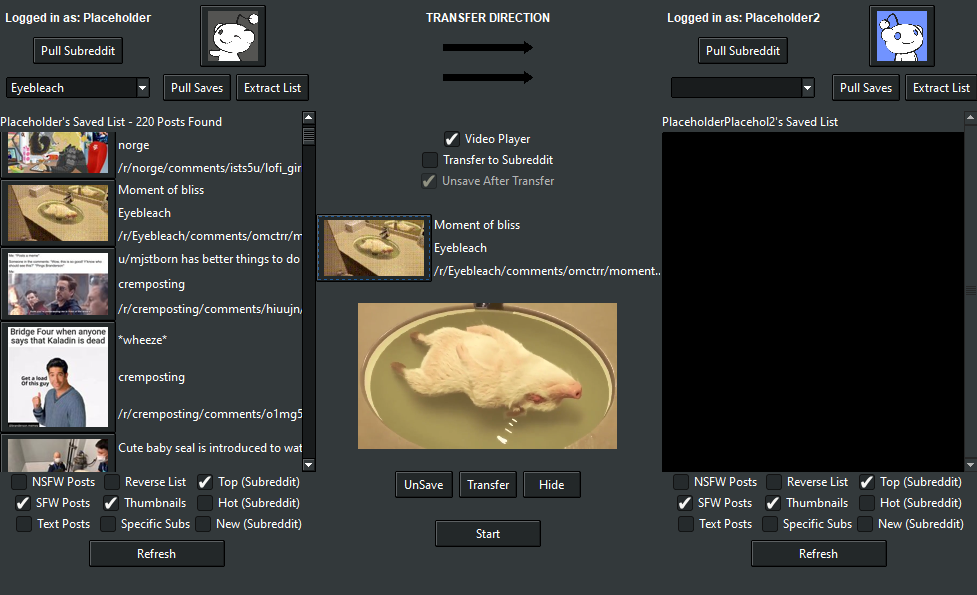 Logged in as: Placeholder
TRANSFER DIRECTION
Logged in as: Placeholder2
Pull Subreddit
Pull Subreddit
Eyebleach
Pull Saves
Extract List
Pull Saves
Extract List
Placeholder's Saved List - 220 Posts Found
norge
/r/norge/comments/ists5u/lofi_gir
Moment of bliss
Eyebleach
/r/Eyebleach/comments/omctrr/m
u/mjstborn has better things to do
cremposting
/r/cremposting/comments/hiuujn/
Bridge Four when anyone
says that Kaladin is dead
Get a load
Of this guy
*wheeze*
cremposting
/r/cremposting/comments/o1mg5
Cute baby seal is introduced to wat
NSFW Posts
Reverse List
Top (Subreddit)
SFW Posts
Thumbnails
Hot (Subreddit)
Text Posts
Specific Subs
New (Subreddit)
Refresh
Video Player
Transfer to Subreddit
Unsave After Transfer
Moment of bliss
Eyebleach
/r/Eyebleach/comments/omctrr/moment..
UnSave
Transfer
Hide
Start
PlaceholderPlacehol2's Saved List
NSFW Posts
Reverse List
Top (Subreddit)
SFW Posts
Thumbnails
Hot (Subreddit)
Text Posts
Specific Subs
New (Subreddit)
Refresh